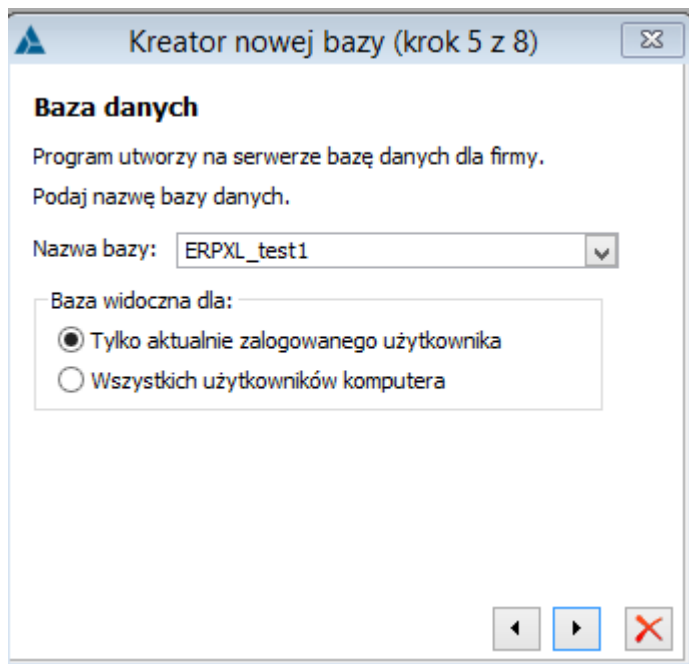 Kreator nowej bazy (krok 5 z 8)
Baza danych
Program utworzy na serwerze bazę danych dla firmy.
Podaj nazwę bazy danych.
Nazwa bazy: ERPXL_test1
Baza widoczna dla:
Tylko aktualnie zalogowanego użytkownika
Wszystkich użytkowników komputera